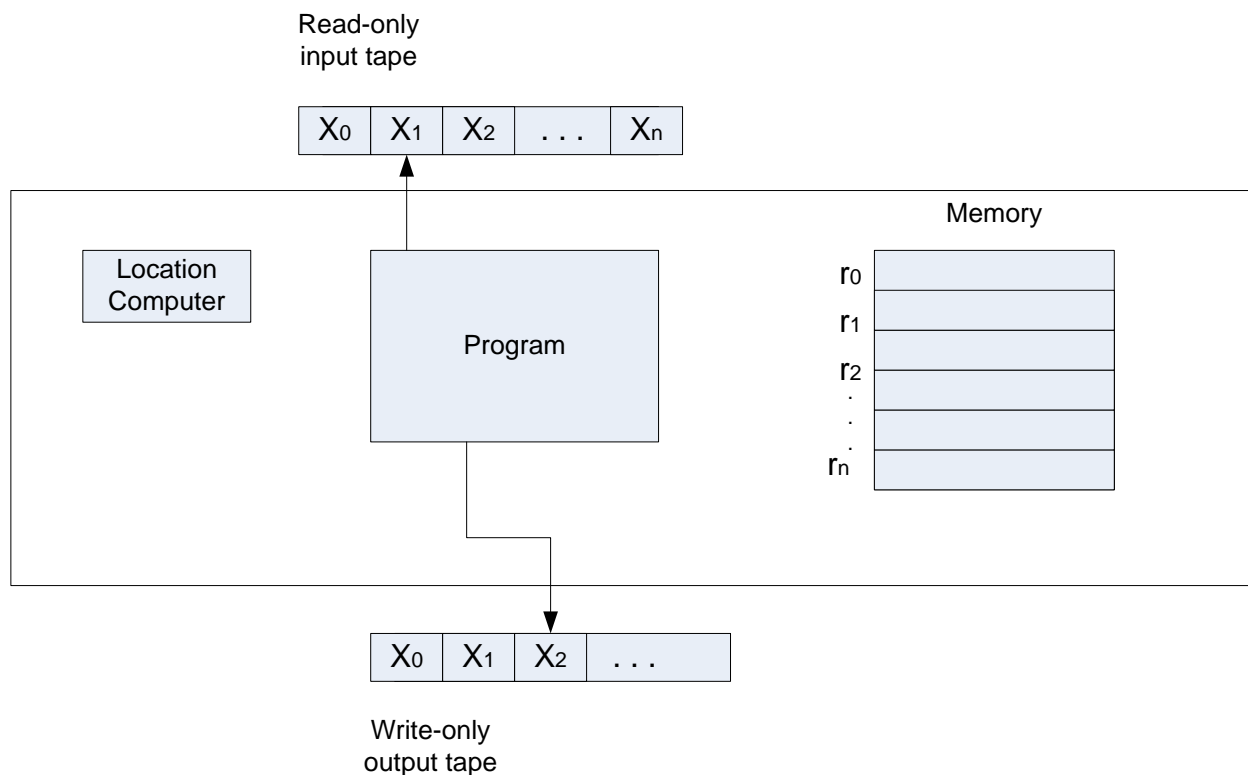 Read-only
input tape
X0 X1 X2 . . . Xn
Memory
Location
Computer
Program
r0
r1
r2
.
.
.
rn
X0 X1 X2 . . .
Write-only
output tape